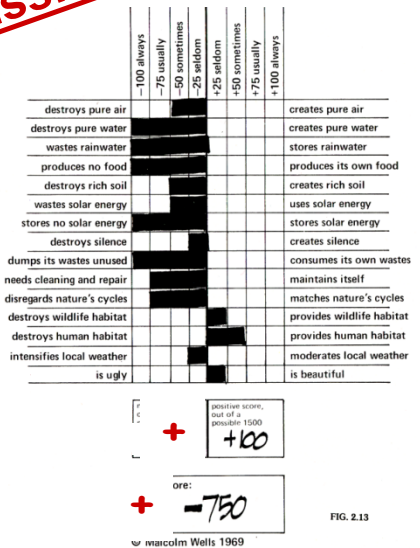 −100 always
−75 usually
−50 sometimes
−25 seldom
+25 seldom
+50 sometimes
+75 usually
+100 always
destroys pure air creates pure air
destroys pure water creates pure water
wastes rainwater stores rainwater
produces no food produces its own food
destroys rich soil creates rich soil
wastes solar energy uses solar energy
stores no solar energy stores solar energy
destroys silence creates silence
dumps its wastes unused consumes its own wastes
needs cleaning and repair maintains itself
disregards nature's cycles matches nature's cycles
destroys wildlife habitat provides wildlife habitat
destroys human habitat provides human habitat
intensifies local weather moderates local weather
is ugly is beautiful
positive score,
out of a
possible 1500
+ +100
ore:
+ −750
FIG. 2.13
Malcolm Wells 1969